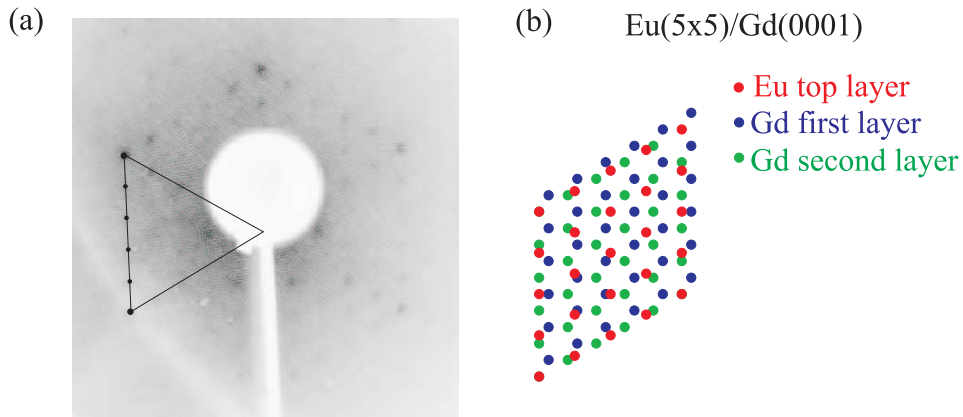 (a)
(b) Eu(5x5)/Gd(0001)
Eu top layer
Gd first layer
Gd second layer